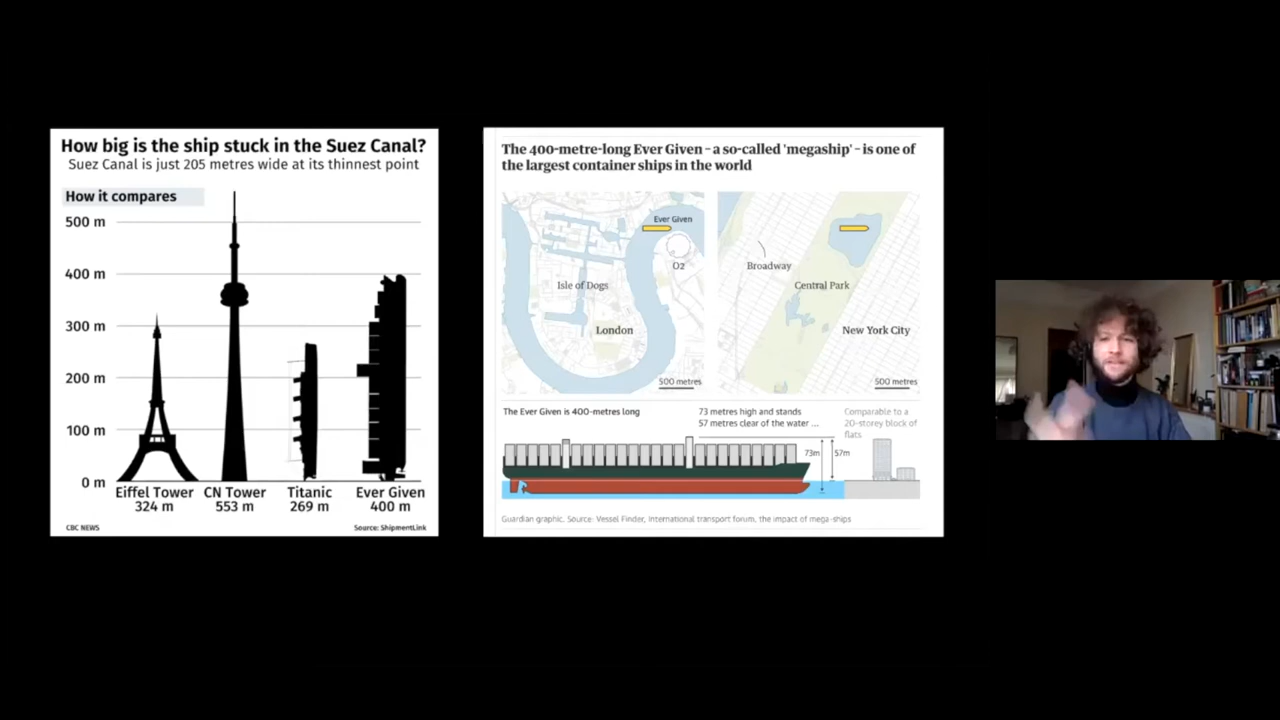 How big is the ship stuck in the Suez Canal?
Suez Canal is just 205 metres wide at its thinnest point
How it compares
500 m
400 m
300 m
200 m
100 m
0 m
Eiffel Tower
324 m
CN Tower
553 m
Titanic
269 m
Ever Given
400 m
CBC NEWS
Source: ShipmentLink
The 400-metre-long Ever Given – a so-called 'megaship' – is one of
the largest container ships in the world
Ever Given
O2
Isle of Dogs
London
500 metres
Broadway
Central Park
New York City
500 metres
The Ever Given is 400-metres long
73 metres high and stands
57 metres clear of the water ...
Comparable to a
20-storey block of
flats
73m
57m
Guardian graphic. Source: Vessel Finder, International transport forum, the impact of mega-ships